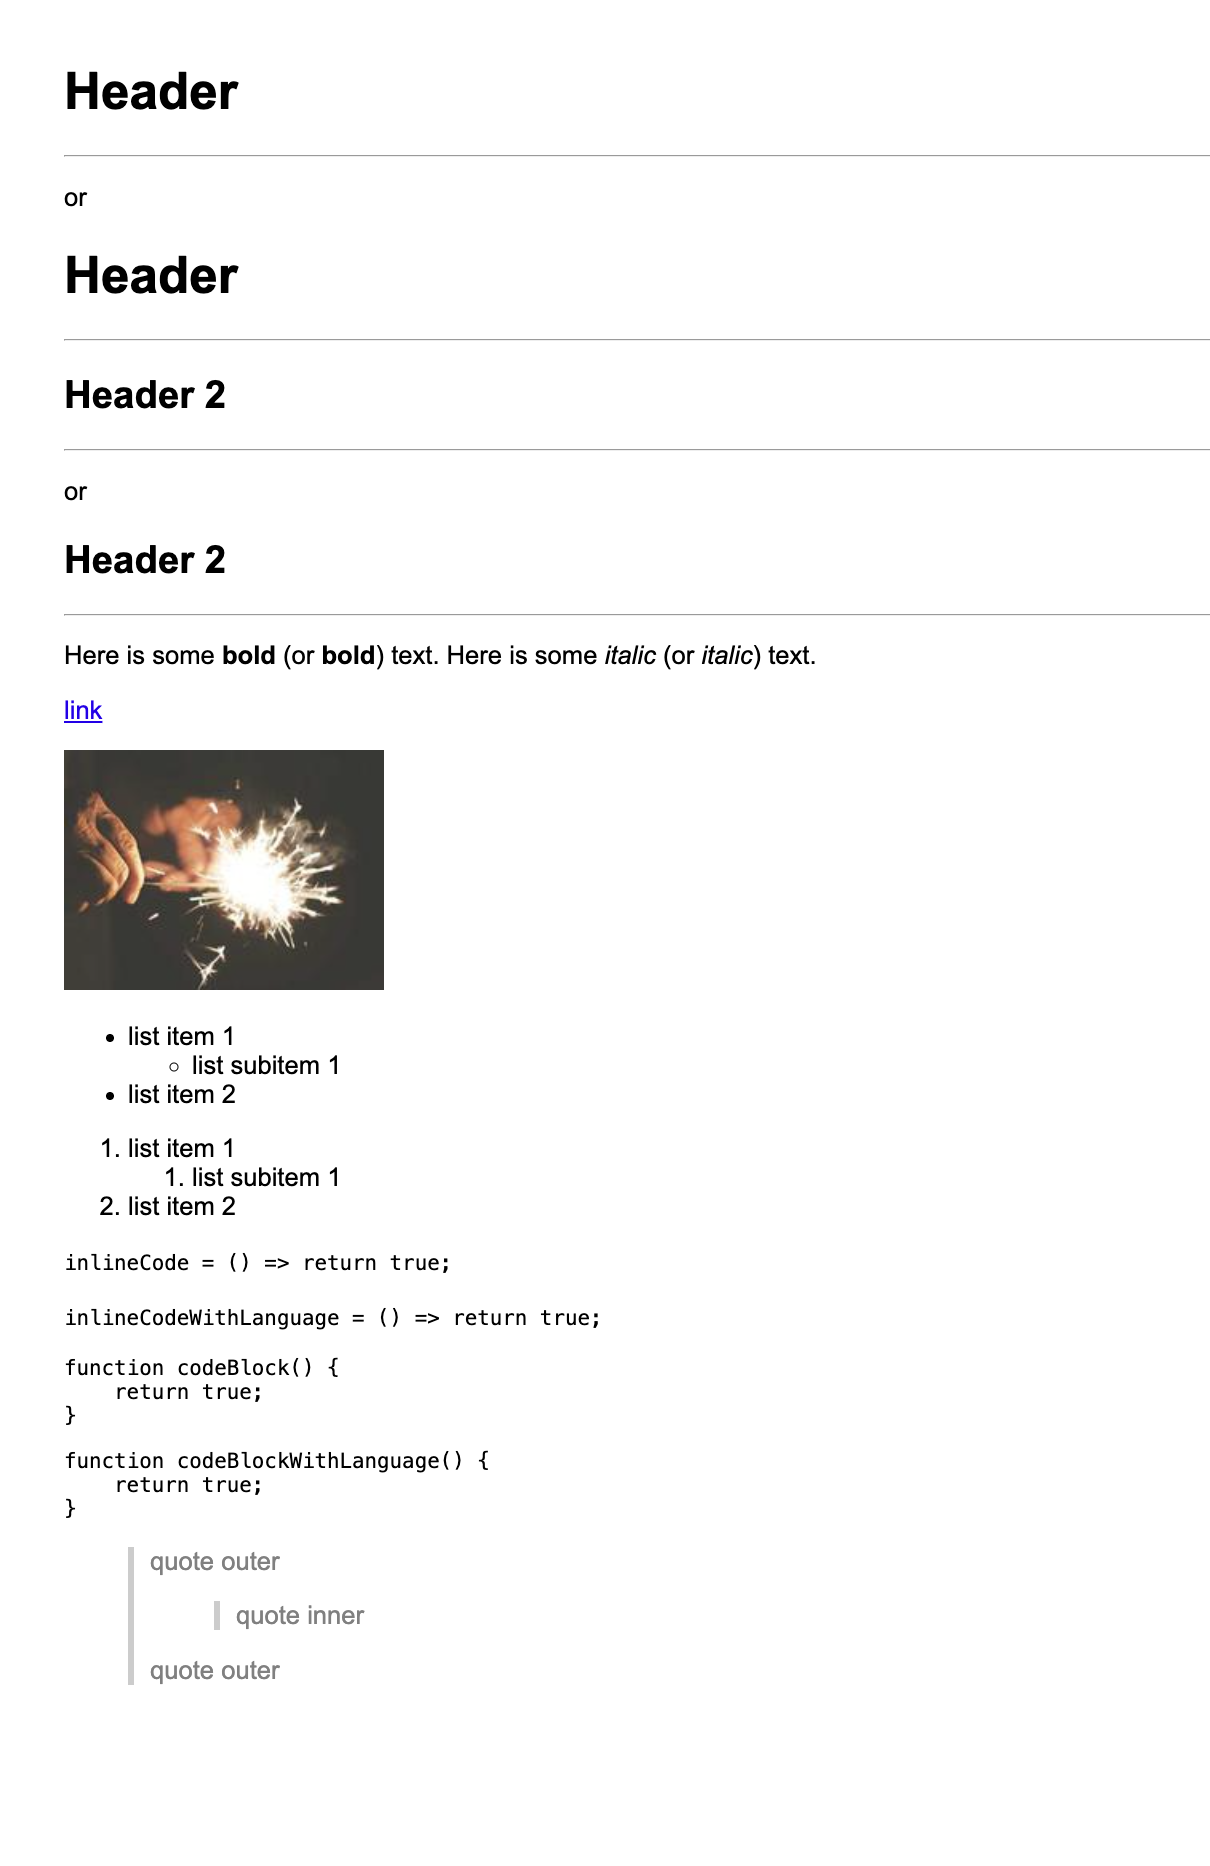 Header
or
Header
Header 2
or
Header 2
Here is some bold (or bold) text. Here is some italic (or italic) text.
link
• list item 1
◦ list subitem 1
• list item 2
1. list item 1
1. list subitem 1
2. list item 2
inlineCode = () => return true;
inlineCodeWithLanguage = () => return true;
function codeBlock() {
    return true;
}
function codeBlockWithLanguage() {
    return true;
}
quote outer
quote inner
quote outer